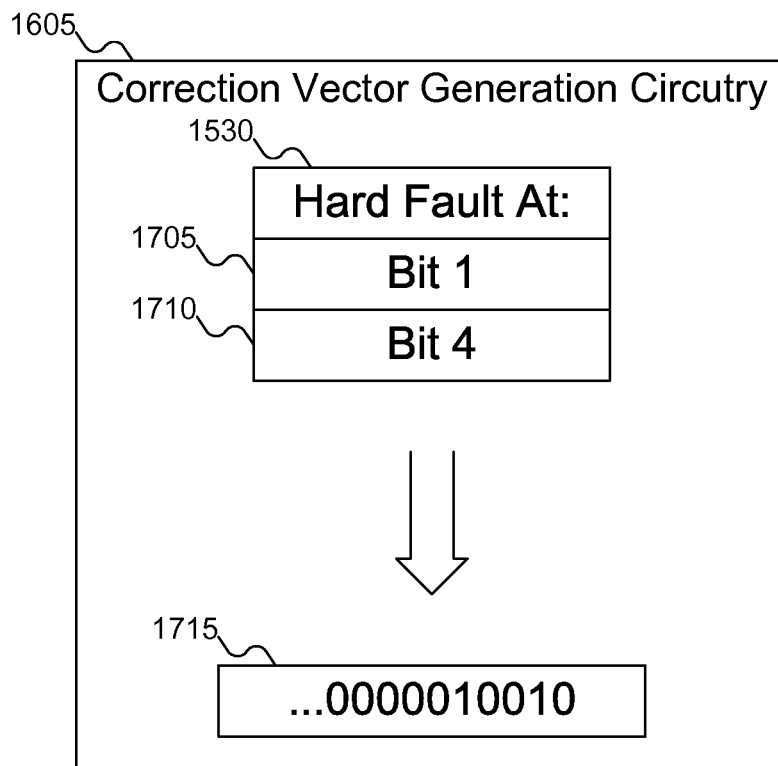 1605
Correction Vector Generation Circutry
1530
Hard Fault At:
1705
Bit 1
1710
Bit 4
1715
...0000010010